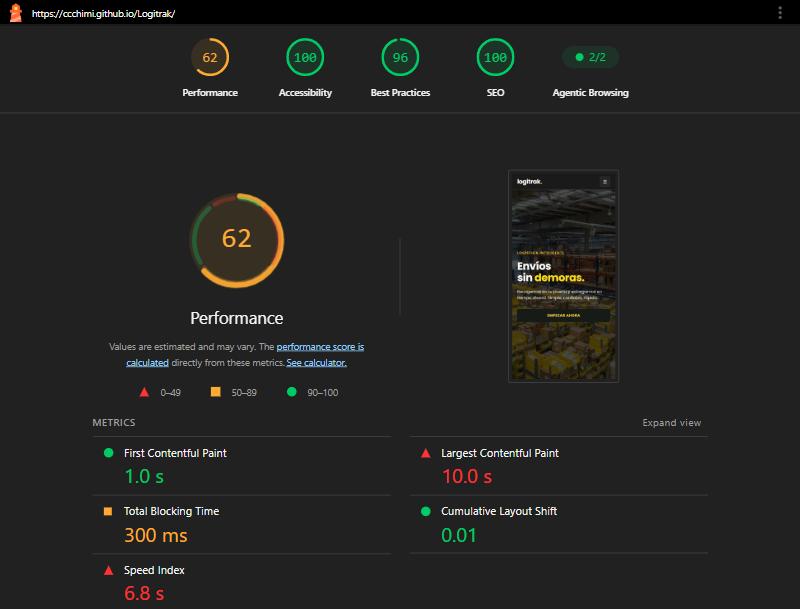 https://ccchimi.github.io/Logitrak/
62
100
96
100
2/2
Performance
Accessibility
Best Practices
SEO
Agentic Browsing
62
Performance
Values are estimated and may vary. The performance score is
calculated directly from these metrics. See calculator.
0–49
50–89
90–100
logitrak.
Envíos
sin demoras.
EMPEZAR AHORA
METRICS
Expand view
First Contentful Paint
1.0 s
Largest Contentful Paint
10.0 s
Total Blocking Time
300 ms
Cumulative Layout Shift
0.01
Speed Index
6.8 s